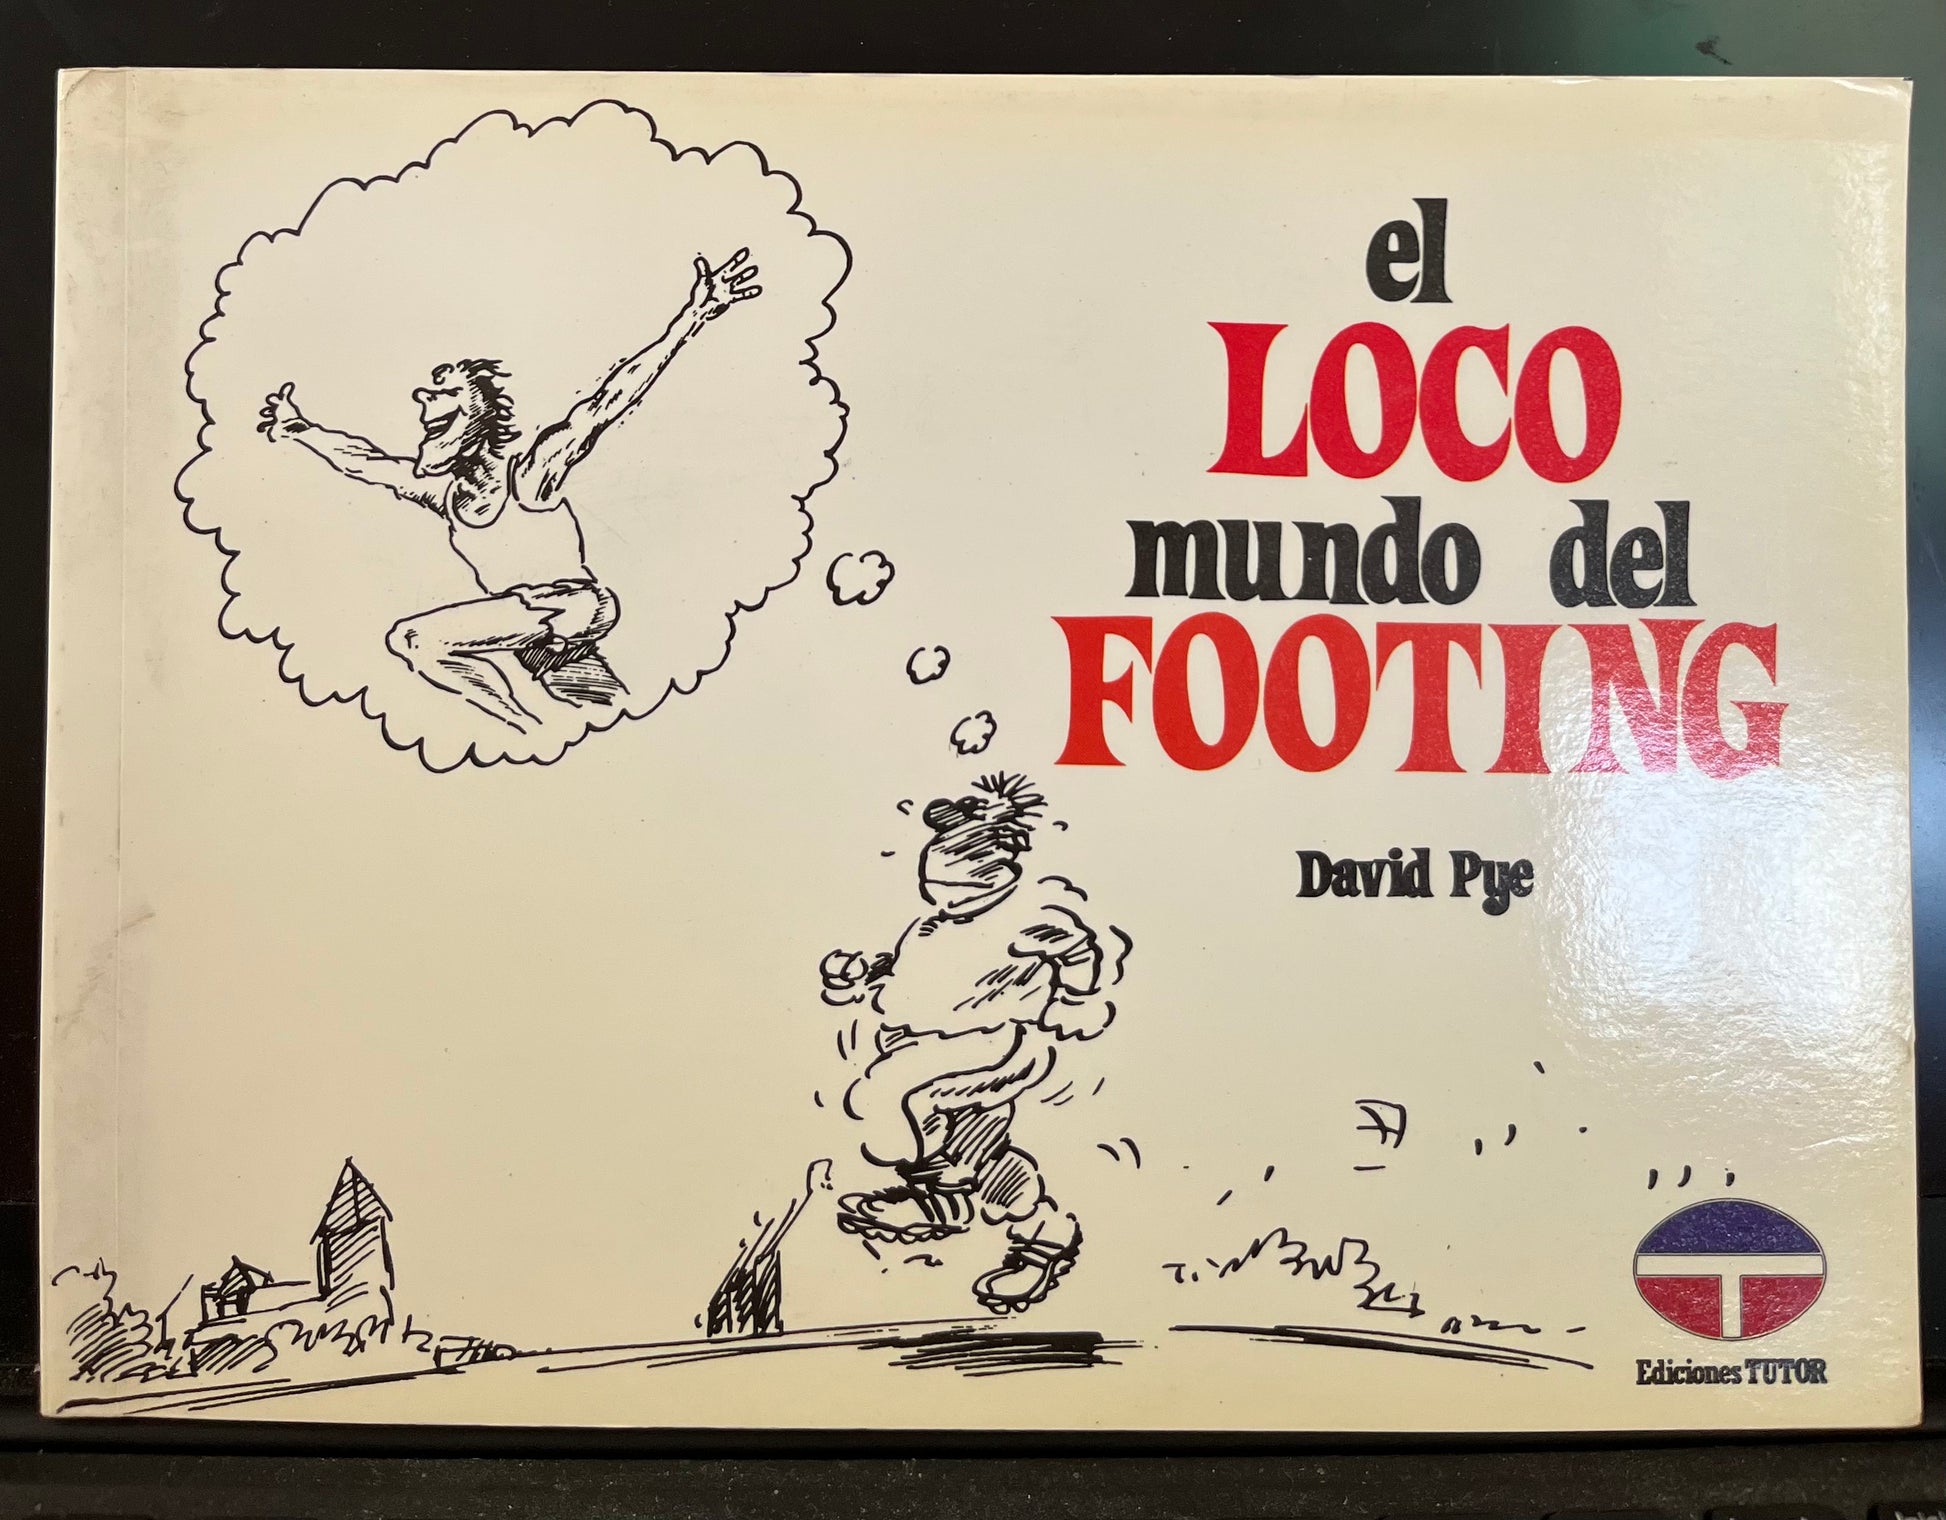 el
LOCO
mundo del
FOOTING
David Pye
Ediciones TUTOR